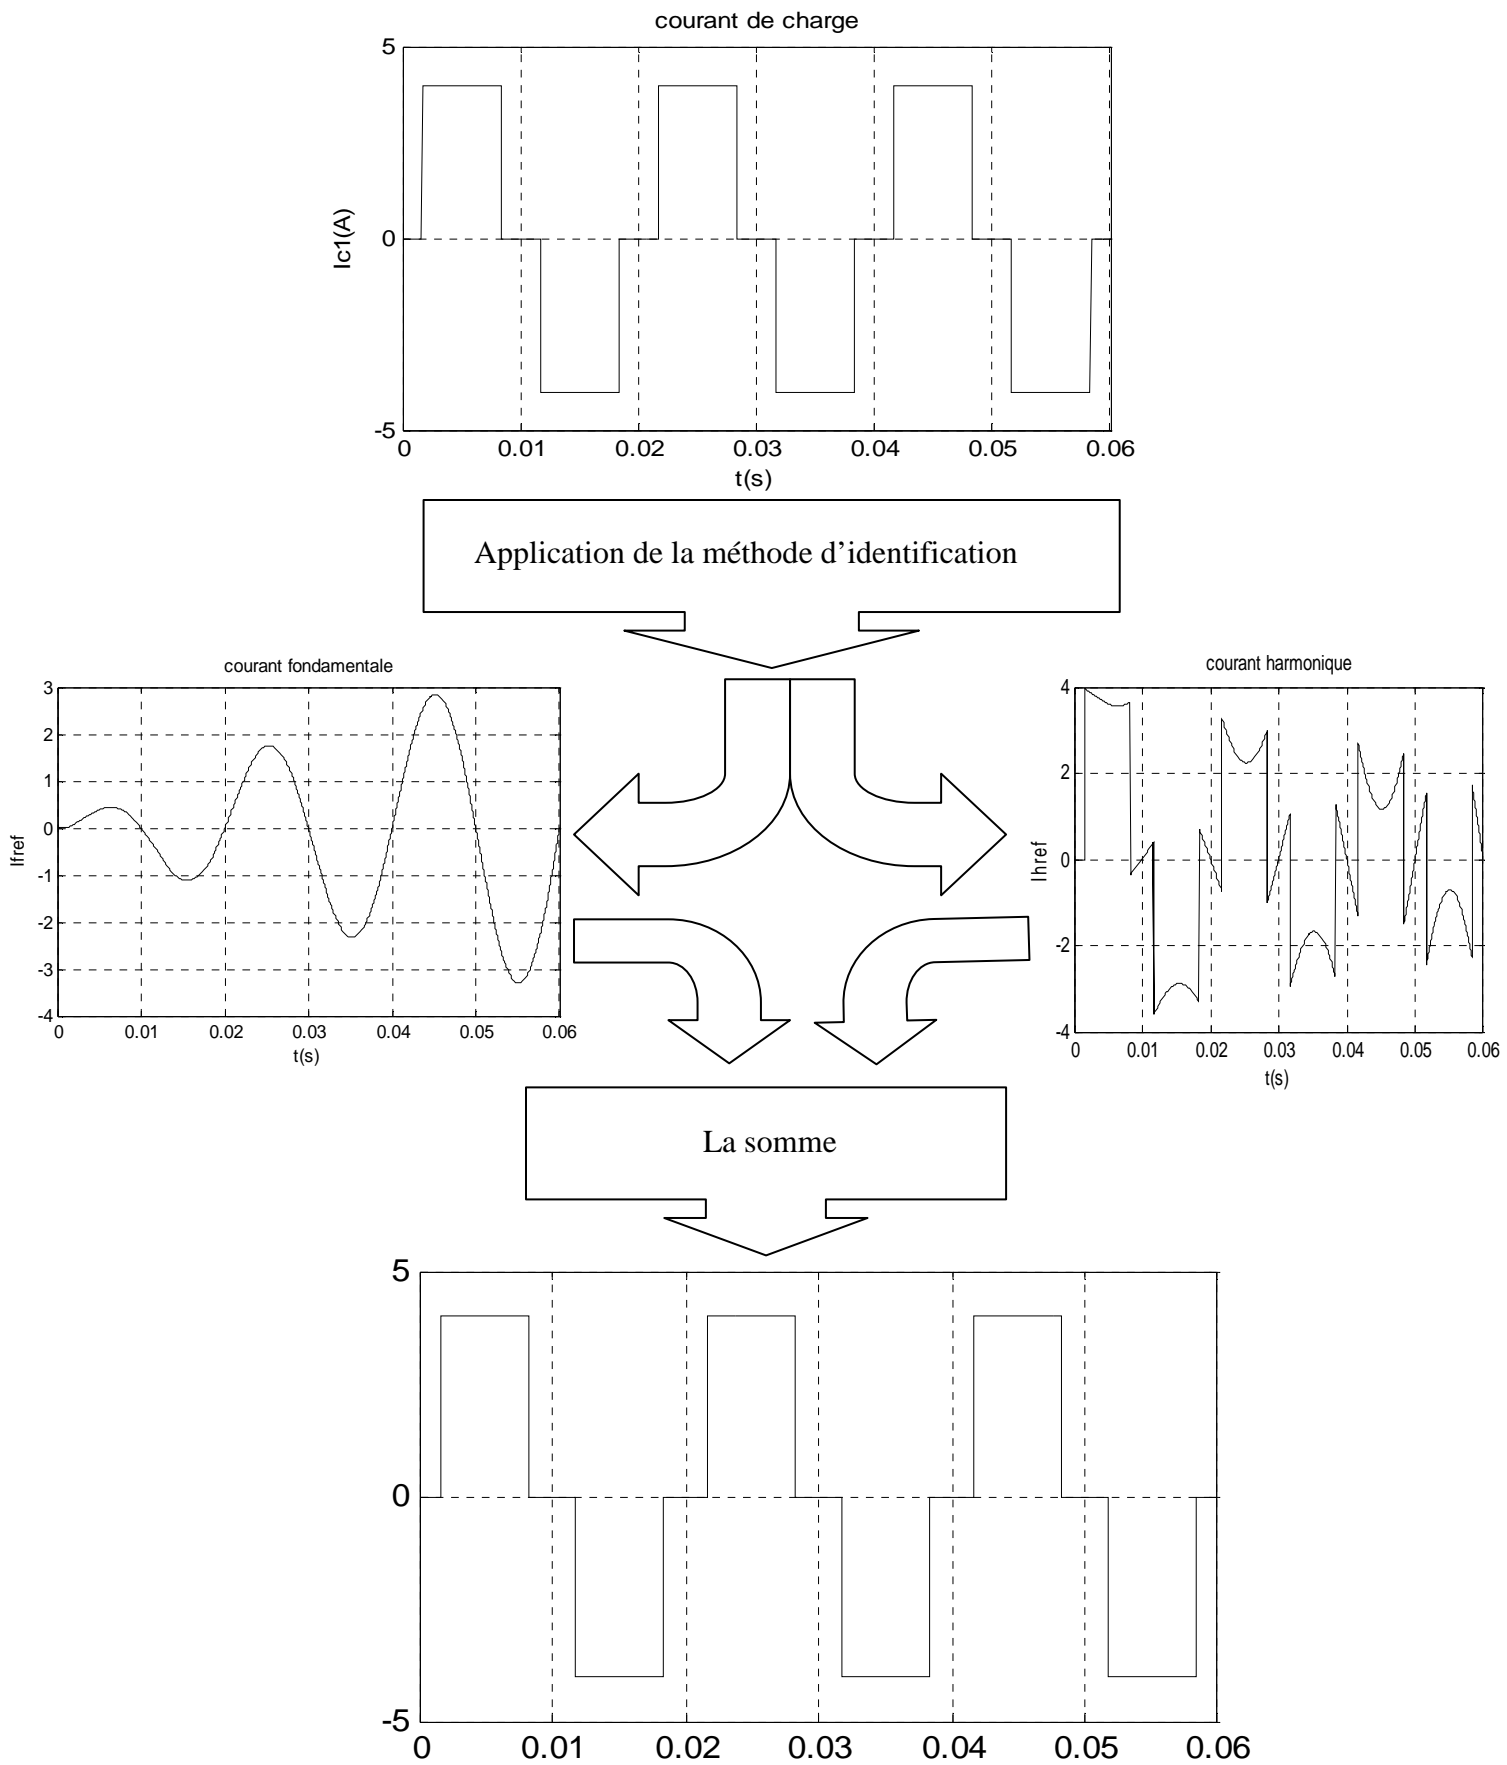 courant de charge
5
0
-5
Ic1(A)
0 0.01 0.02 0.03 0.04 0.05 0.06
t(s)
Application de la méthode d’identification
courant fondamentale
3
2
1
0
-1
-2
-3
-4
Ifref
0 0.01 0.02 0.03 0.04 0.05 0.06
t(s)
courant harmonique
4
2
0
-2
-4
Ihref
0 0.01 0.02 0.03 0.04 0.05 0.06
t(s)
La somme
5
0
-5
0 0.01 0.02 0.03 0.04 0.05 0.06